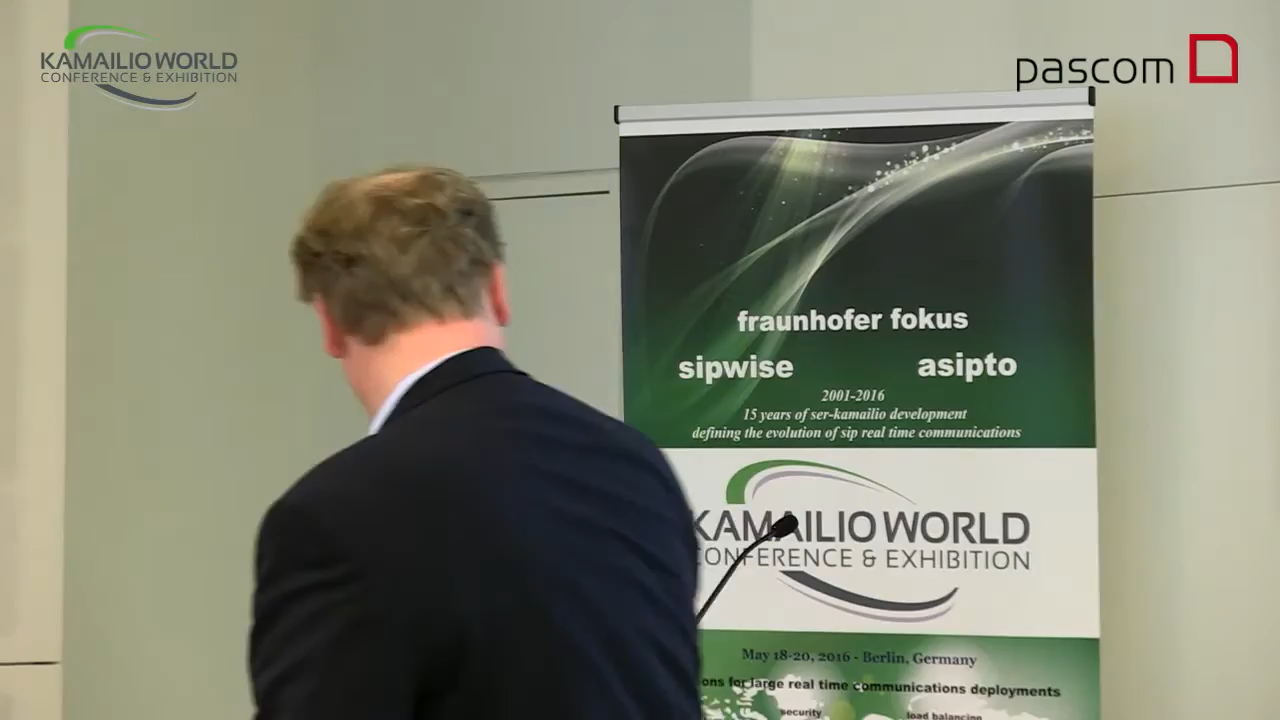 KAMAILIO WORLD
CONFERENCE & EXHIBITION
pascom
fraunhofer fokus
sipwise
asipto
2001-2016
15 years of ser-kamailio development
defining the evolution of sip real time communications
KAMAILIO WORLD
CONFERENCE & EXHIBITION
May 18-20, 2016 - Berlin, Germany
for large real time communications deployments
security
load balancing